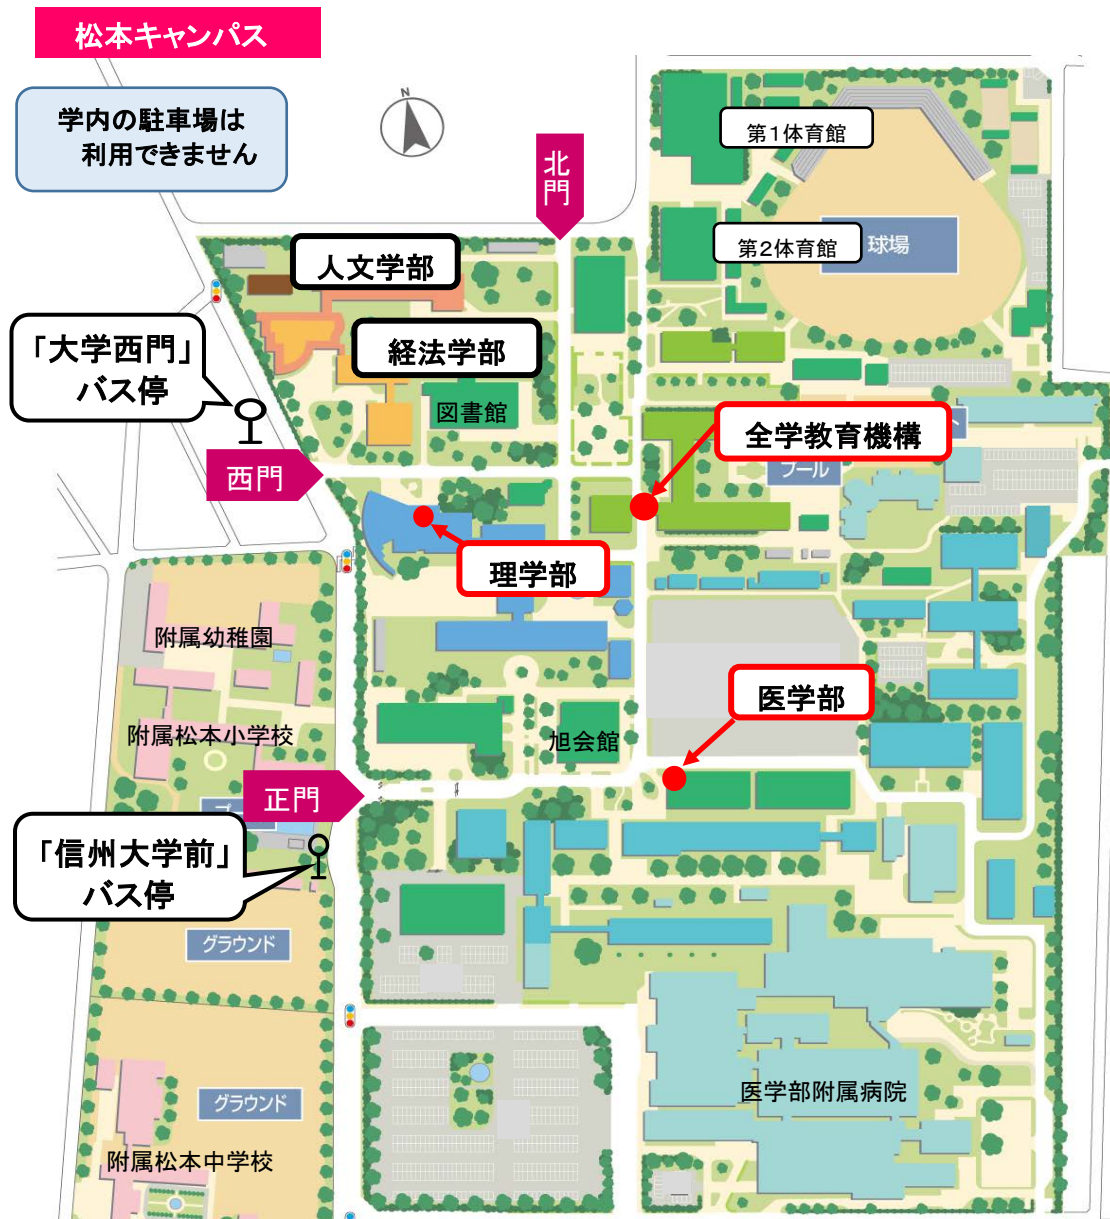 松本キャンパス
学内の駐車場は
利用できません
N
北門
第1体育館
第2体育館
球場
人文学部
経法学部
図書館
「大学西門」
バス停
西門
全学教育機構
プール
理学部
附属幼稚園
附属松本小学校
医学部
旭会館
正門
「信州大学前」
バス停
グラウンド
グラウンド
医学部附属病院
附属松本中学校